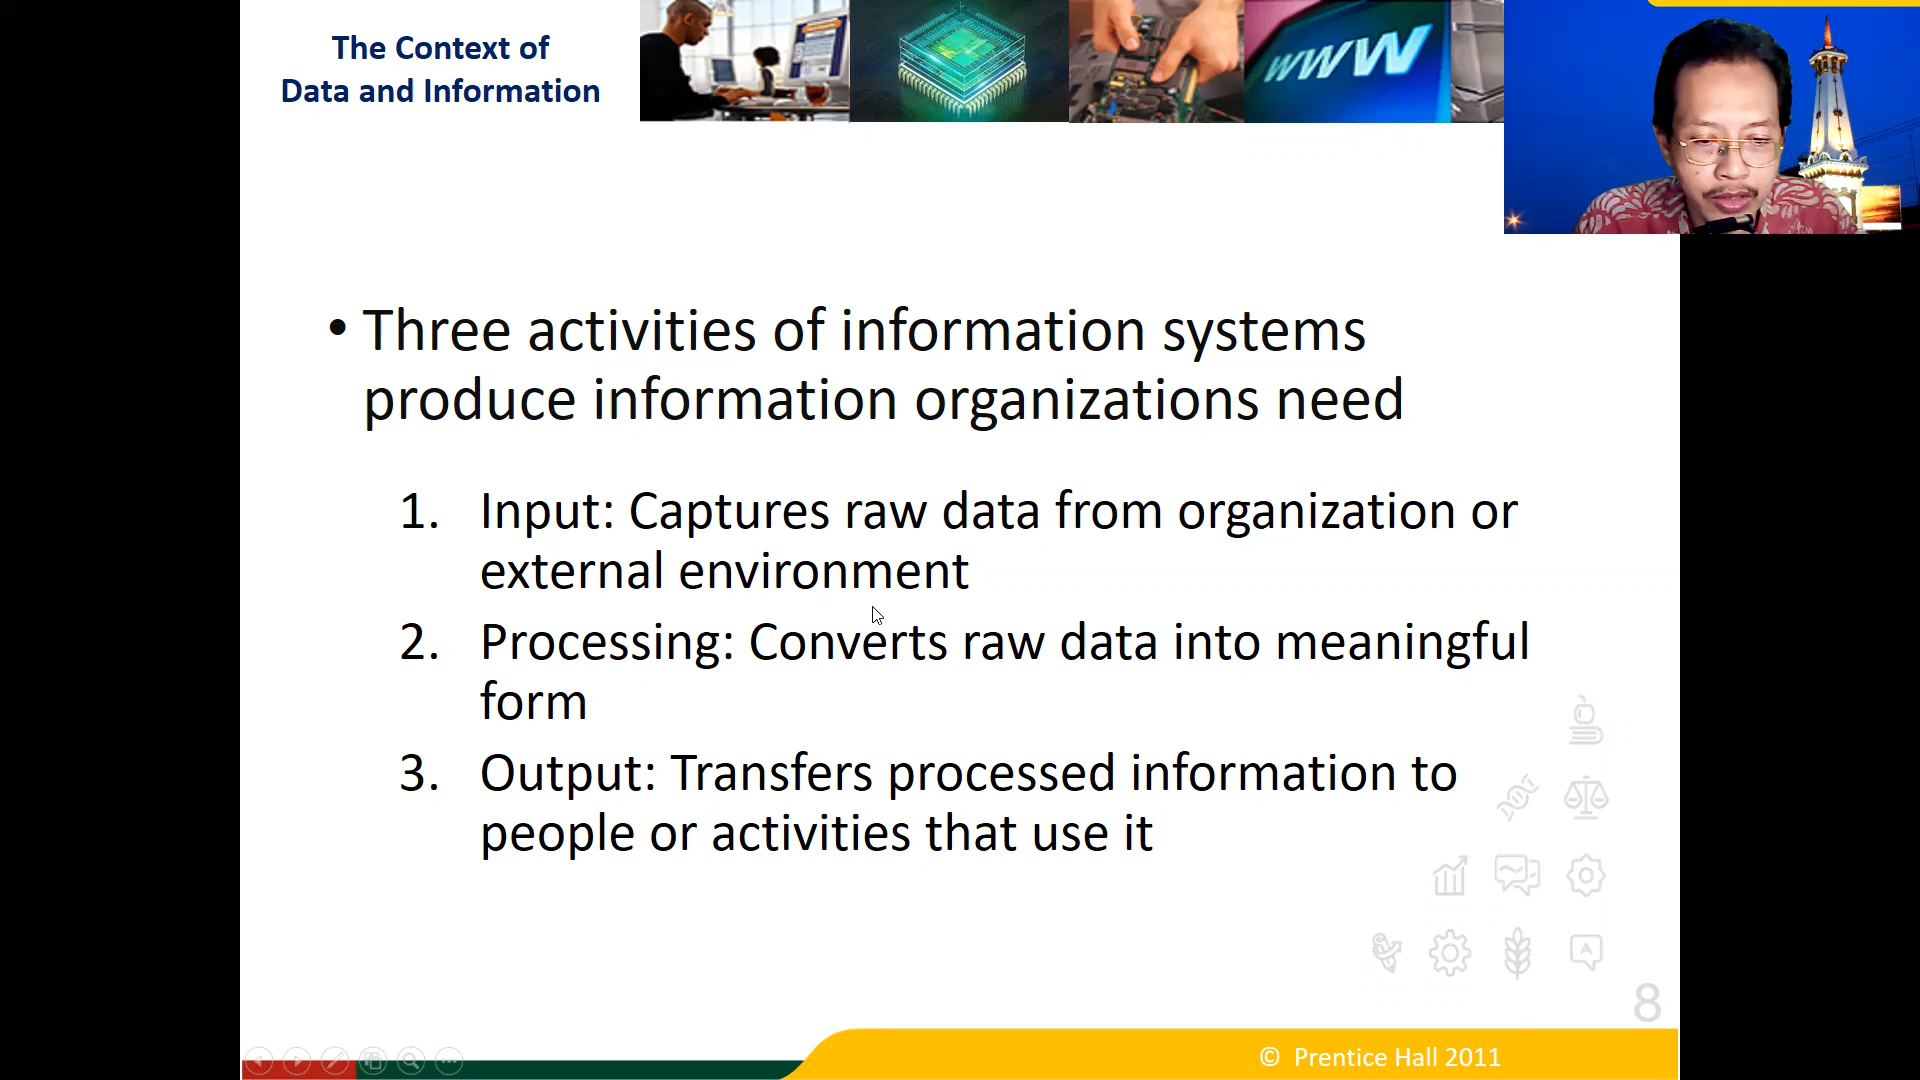 The Context of
Data and Information
www
• Three activities of information systems
produce information organizations need
1. Input: Captures raw data from organization or
external environment
2. Processing: Converts raw data into meaningful
form
3. Output: Transfers processed information to
people or activities that use it
A
8
© Prentice Hall 2011